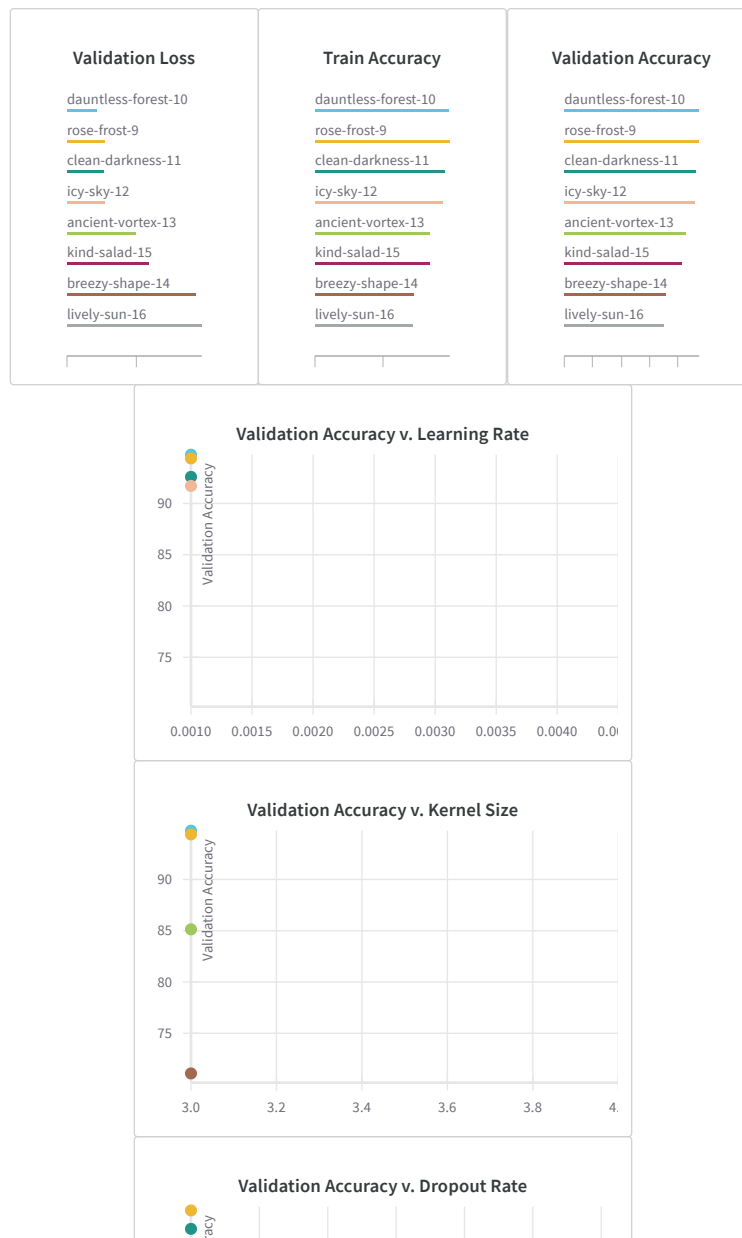 Validation Loss
dauntless-forest-10
rose-frost-9
clean-darkness-11
icy-sky-12
ancient-vortex-13
kind-salad-15
breezy-shape-14
lively-sun-16
Train Accuracy
dauntless-forest-10
rose-frost-9
clean-darkness-11
icy-sky-12
ancient-vortex-13
kind-salad-15
breezy-shape-14
lively-sun-16
Validation Accuracy
dauntless-forest-10
rose-frost-9
clean-darkness-11
icy-sky-12
ancient-vortex-13
kind-salad-15
breezy-shape-14
lively-sun-16
Validation Accuracy v. Learning Rate
Validation Accuracy
90
85
80
75
0.0010 0.0015 0.0020 0.0025 0.0030 0.0035 0.0040
Validation Accuracy v. Kernel Size
Validation Accuracy
90
85
80
75
3.0 3.2 3.4 3.6 3.8
Validation Accuracy v. Dropout Rate